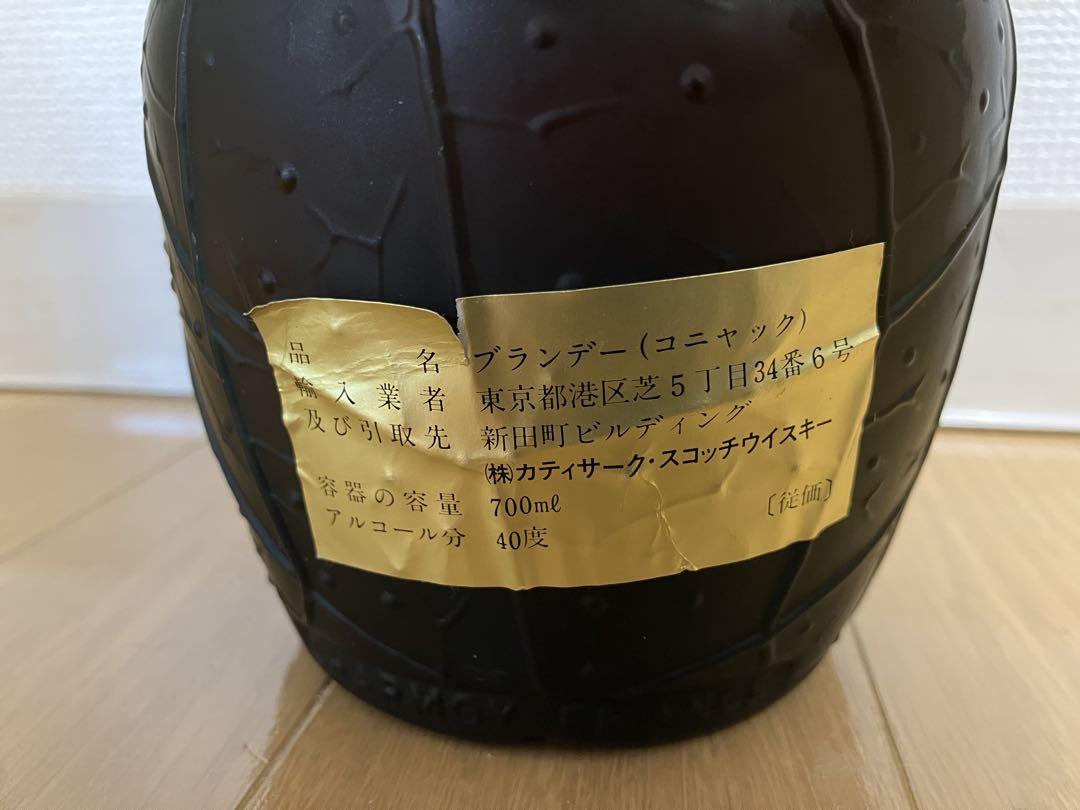 品名 ブランデー(コニャック)
輸入業者 東京都港区芝5丁目34番6号
及び引取先 新田町ビルディング
㈱カティサーク・スコッチウイスキー
容器の容量 700mℓ 〔従価〕
アルコール分 40度